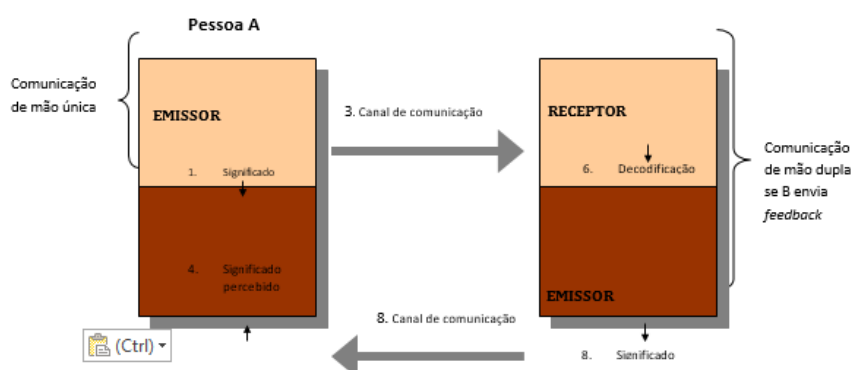 Pessoa A
Comunicação
de mão única
EMISSOR
1. Significado
4. Significado
percebido
3. Canal de comunicação
RECEPTOR
6. Decodificação
EMISSOR
Comunicação
de mão dupla
se B envia
feedback
8. Canal de comunicação
8. Significado
(Ctrl)